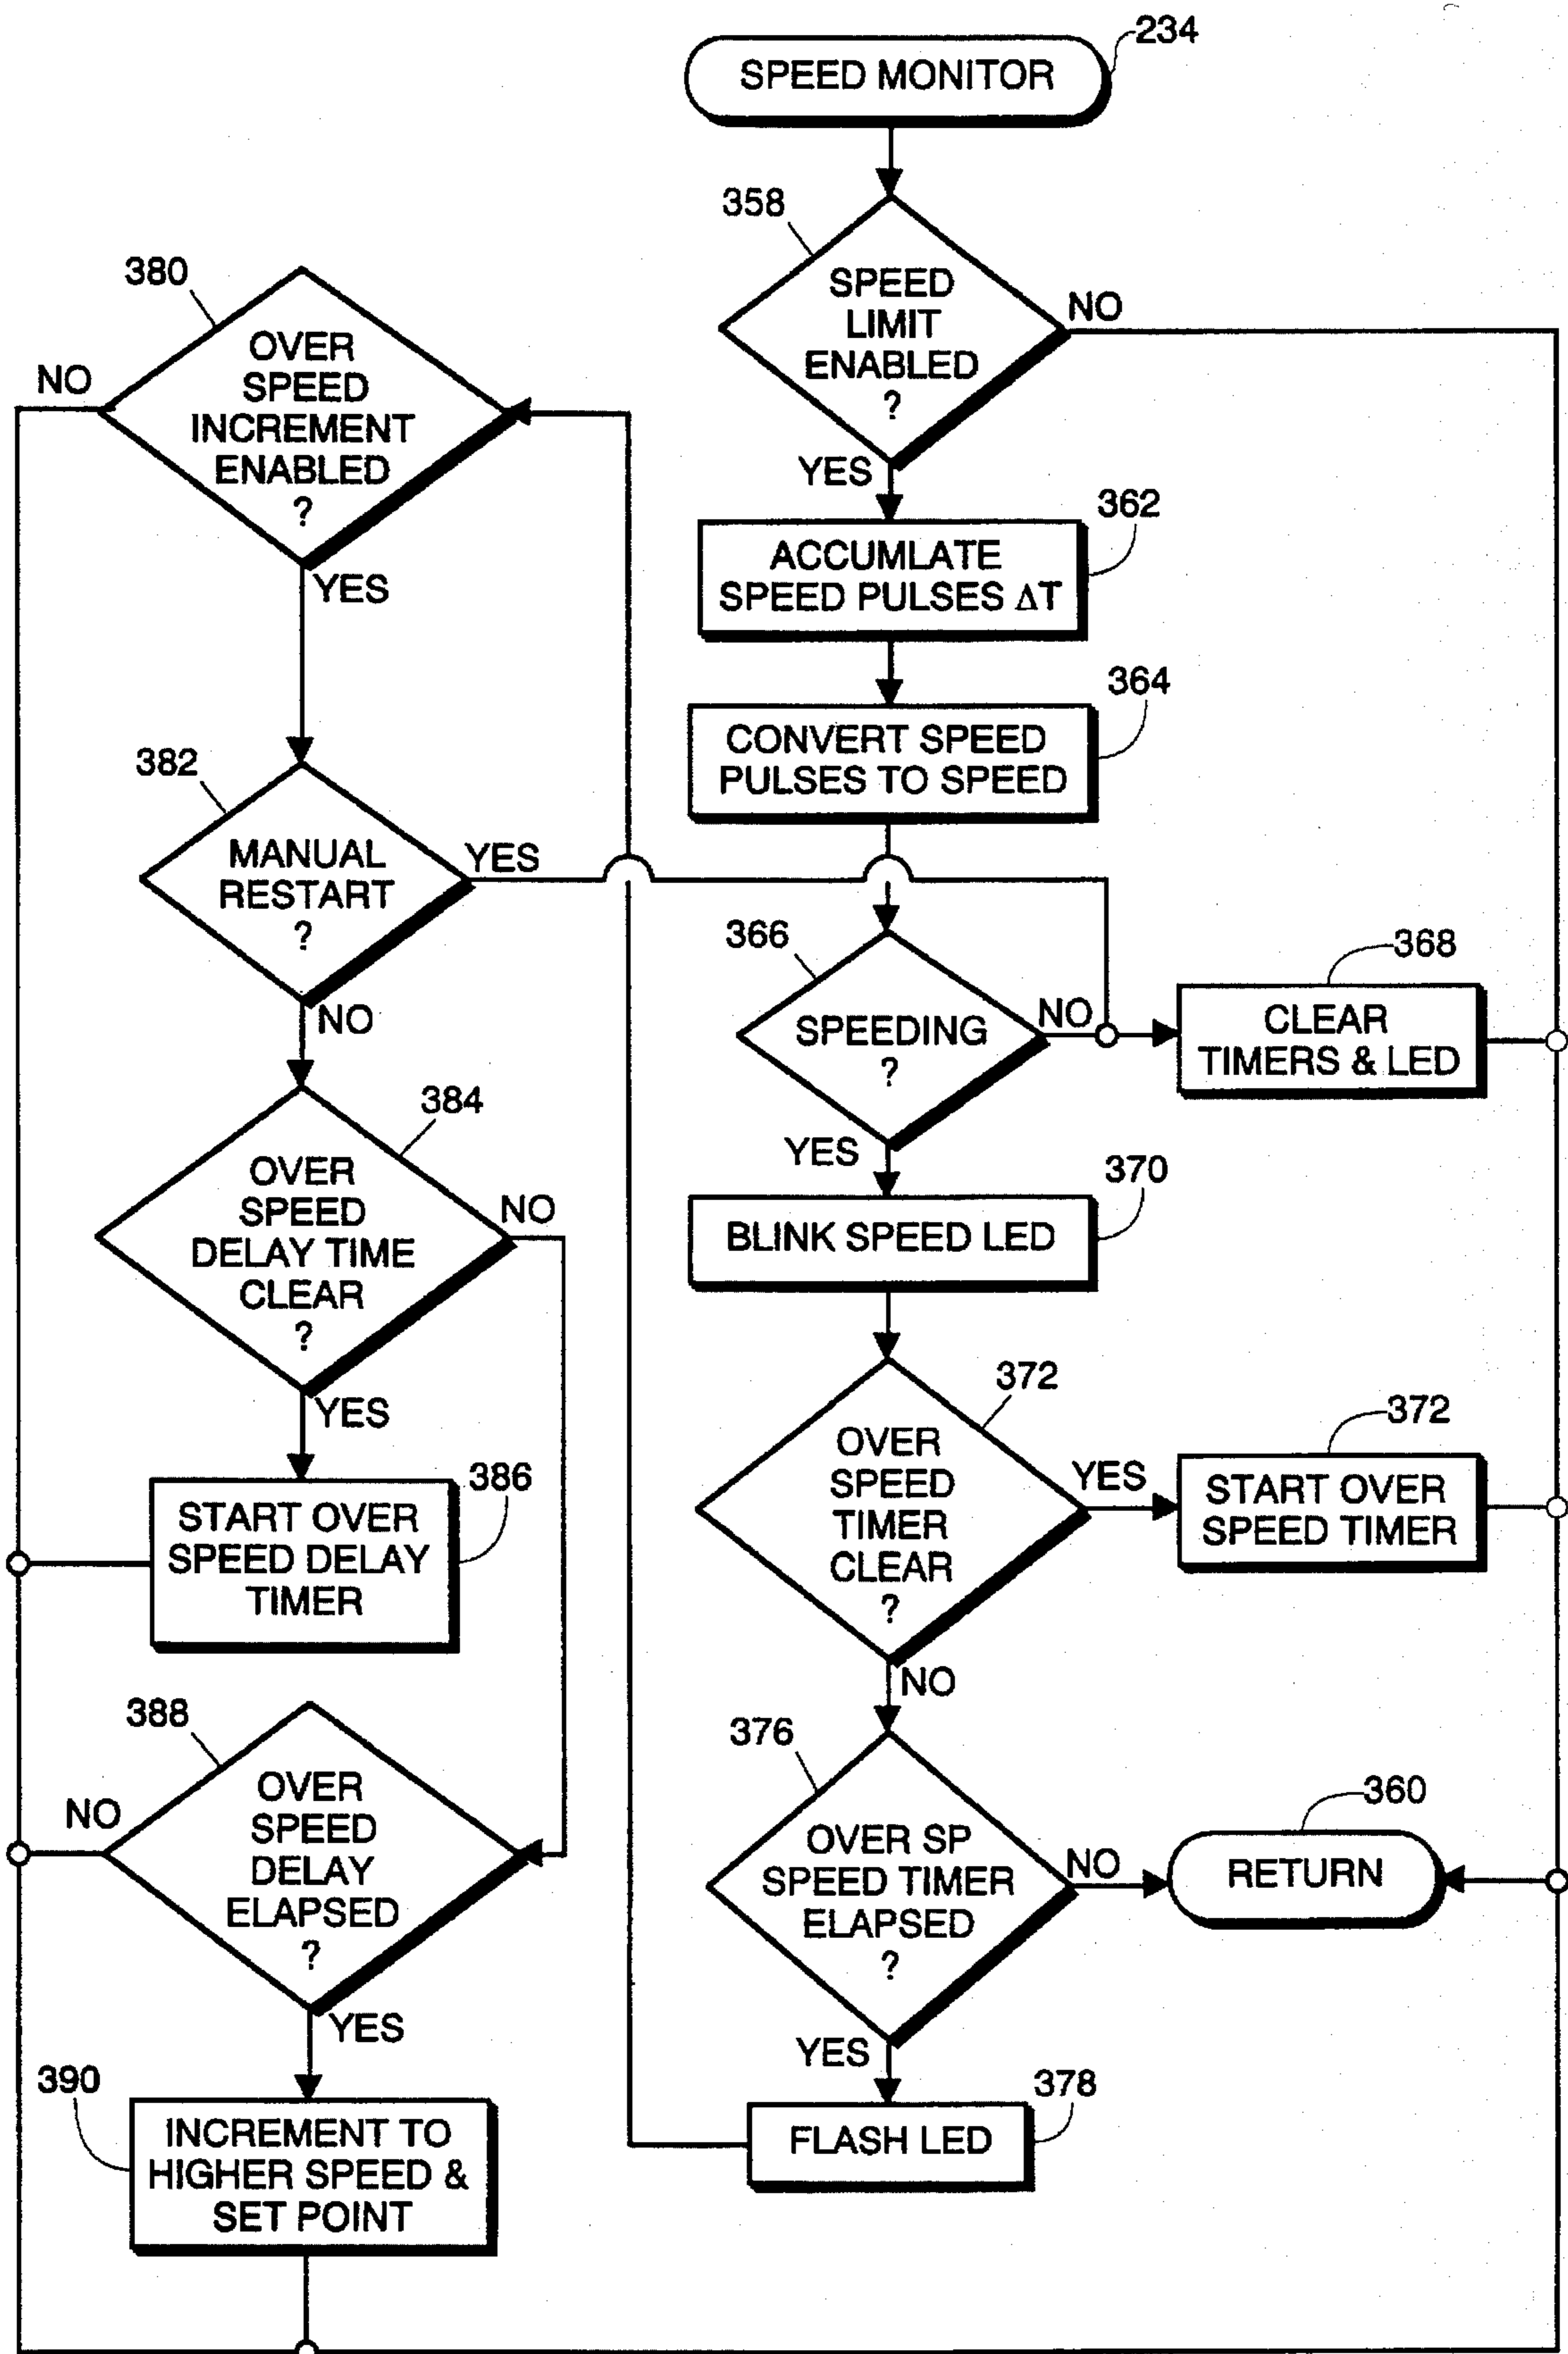 234
SPEED MONITOR
358
SPEED
LIMIT
ENABLED
?
NO
YES
362
ACCUMLATE
SPEED PULSES ΔT
364
CONVERT SPEED
PULSES TO SPEED
366
SPEEDING
?
NO
368
CLEAR
TIMERS & LED
YES
370
BLINK SPEED LED
372
OVER
SPEED
TIMER
CLEAR
?
YES
372
START OVER
SPEED TIMER
NO
376
OVER SP
SPEED TIMER
ELAPSED
?
NO
360
RETURN
YES
378
FLASH LED
380
OVER
SPEED
INCREMENT
ENABLED
?
NO
YES
382
MANUAL
RESTART
?
YES
NO
384
OVER
SPEED
DELAY TIME
CLEAR
?
NO
YES
386
START OVER
SPEED DELAY
TIMER
388
OVER
SPEED
DELAY
ELAPSED
?
NO
YES
390
INCREMENT TO
HIGHER SPEED &
SET POINT